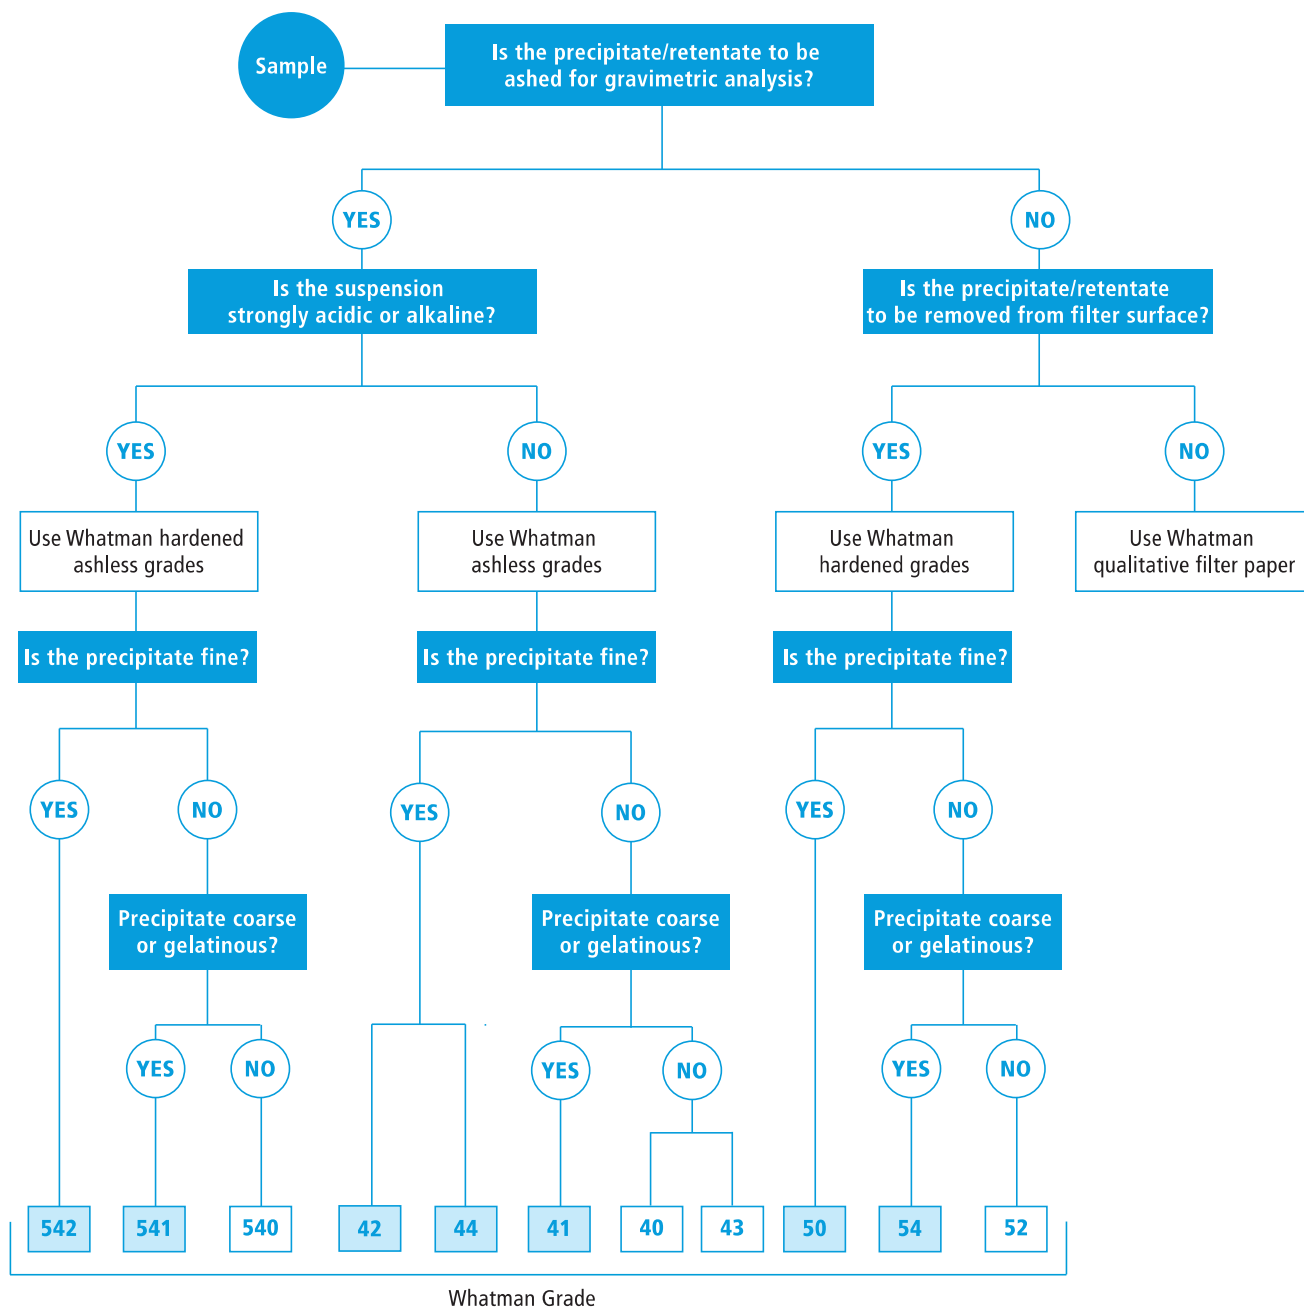 Sample
Is the precipitate/retentate to be
ashed for gravimetric analysis?
YES
NO
Is the suspension
strongly acidic or alkaline?
Is the precipitate/retentate
to be removed from filter surface?
YES
NO
YES
NO
Use Whatman hardened
ashless grades
Use Whatman
ashless grades
Use Whatman
hardened grades
Use Whatman
qualitative filter paper
Is the precipitate fine?
Is the precipitate fine?
Is the precipitate fine?
YES
NO
YES
NO
YES
NO
Precipitate coarse
or gelatinous?
Precipitate coarse
or gelatinous?
Precipitate coarse
or gelatinous?
YES
NO
YES
NO
YES
NO
542
541
540
42
44
41
40
43
50
54
52
Whatman Grade